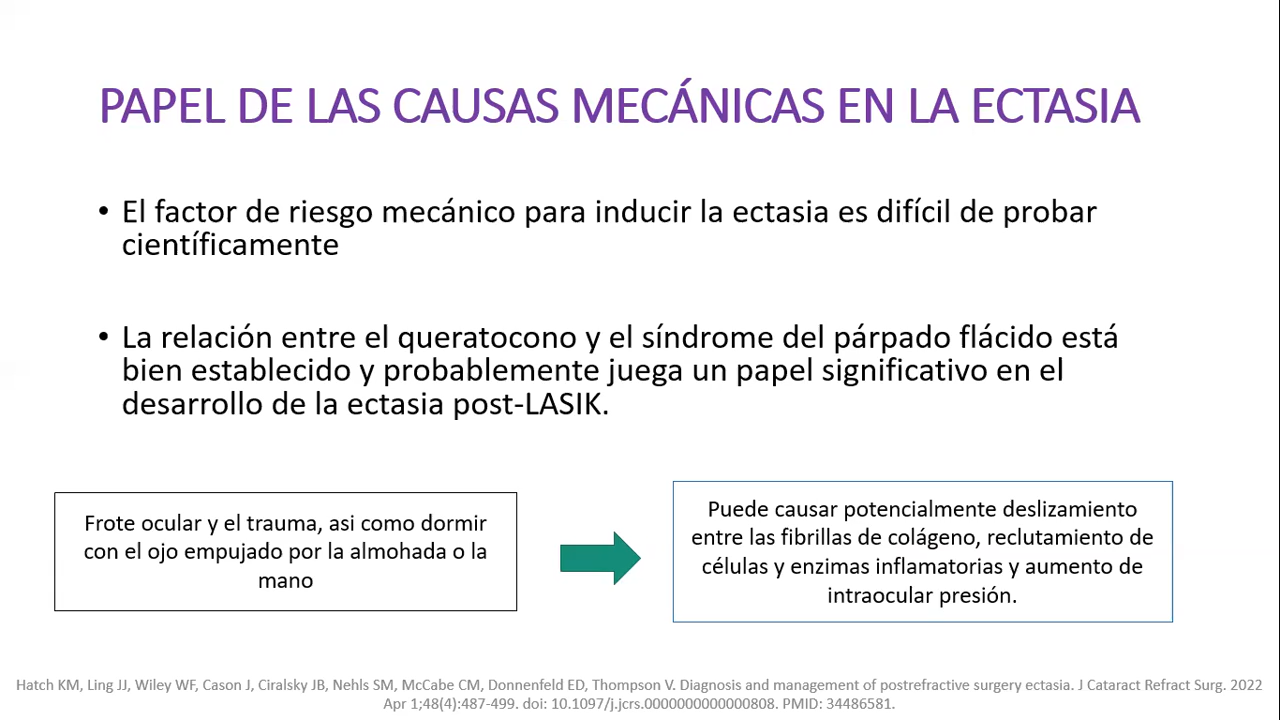 PAPEL DE LAS CAUSAS MECÁNICAS EN LA ECTASIA
• El factor de riesgo mecánico para inducir la ectasia es difícil de probar
científicamente
• La relación entre el queratocono y el síndrome del párpado flácido está
bien establecido y probablemente juega un papel significativo en el
desarrollo de la ectasia post-LASIK.
Frote ocular y el trauma, asi como dormir
con el ojo empujado por la almohada o la
mano
Puede causar potencialmente deslizamiento
entre las fibrillas de colágeno, reclutamiento de
células y enzimas inflamatorias y aumento de
intraocular presión.
Hatch KM, Ling JJ, Wiley WF, Cason J, Ciralsky JB, Nehls SM, McCabe CM, Donnenfeld ED, Thompson V. Diagnosis and management of postrefractive surgery ectasia. J Cataract Refract Surg. 2022
Apr 1;48(4):487-499. doi: 10.1097/j.jcrs.0000000000000808. PMID: 34486581.